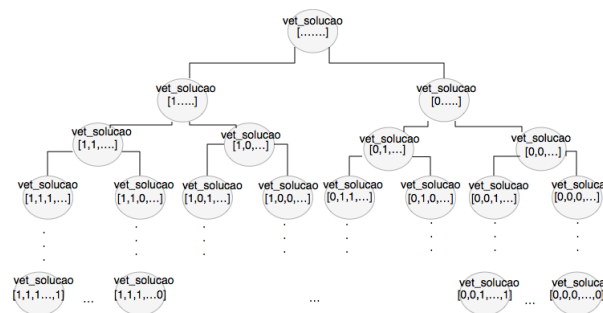 vet_solucao
[.......]
vet_solucao
[1.....]
vet_solucao
[0.....]
vet_solucao
[1,1,....]
vet_solucao
[1,0,...]
vet_solucao
[0,1,...]
vet_solucao
[0,0,...]
vet_solucao
[1,1,1,...]
vet_solucao
[1,1,0,...]
vet_solucao
[1,0,1,...]
vet_solucao
[1,0,0,...]
vet_solucao
[0,1,1,...]
vet_solucao
[0,1,0,...]
vet_solucao
[0,0,1,...]
vet_solucao
[0,0,0,...]
vet_solucao
[1,1,1...,1]
...
vet_solucao
[1,1,1,...0]
...
vet_solucao
[0,0,1,...,1]
...
vet_solucao
[0,0,0,...,0]